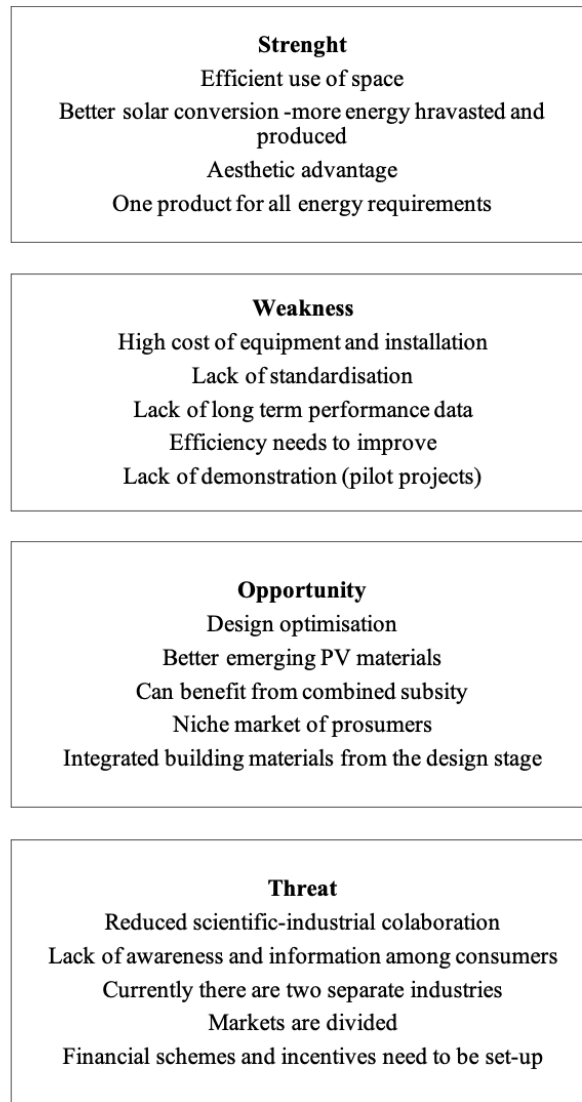 Strenght
Efficient use of space
Better solar conversion -more energy hravasted and
produced
Aesthetic advantage
One product for all energy requirements
Weakness
High cost of equipment and installation
Lack of standardisation
Lack of long term performance data
Efficiency needs to improve
Lack of demonstration (pilot projects)
Opportunity
Design optimisation
Better emerging PV materials
Can benefit from combined subsity
Niche market of prosumers
Integrated building materials from the design stage
Threat
Reduced scientific-industrial colaboration
Lack of awareness and information among consumers
Currently there are two separate industries
Markets are divided
Financial schemes and incentives need to be set-up